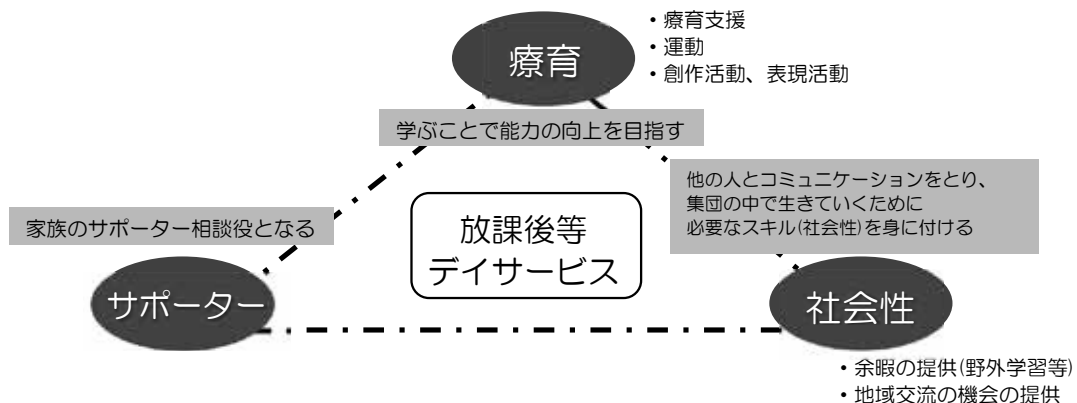 療育
・療育支援
・運動
・創作活動、表現活動
学ぶことで能力の向上を目指す
他の人とコミュニケーションをとり、
集団の中で生きていくために
必要なスキル(社会性)を身に付ける
家族のサポーター相談役となる
放課後等
デイサービス
サポーター
社会性
・余暇の提供(野外学習等)
・地域交流の機会の提供